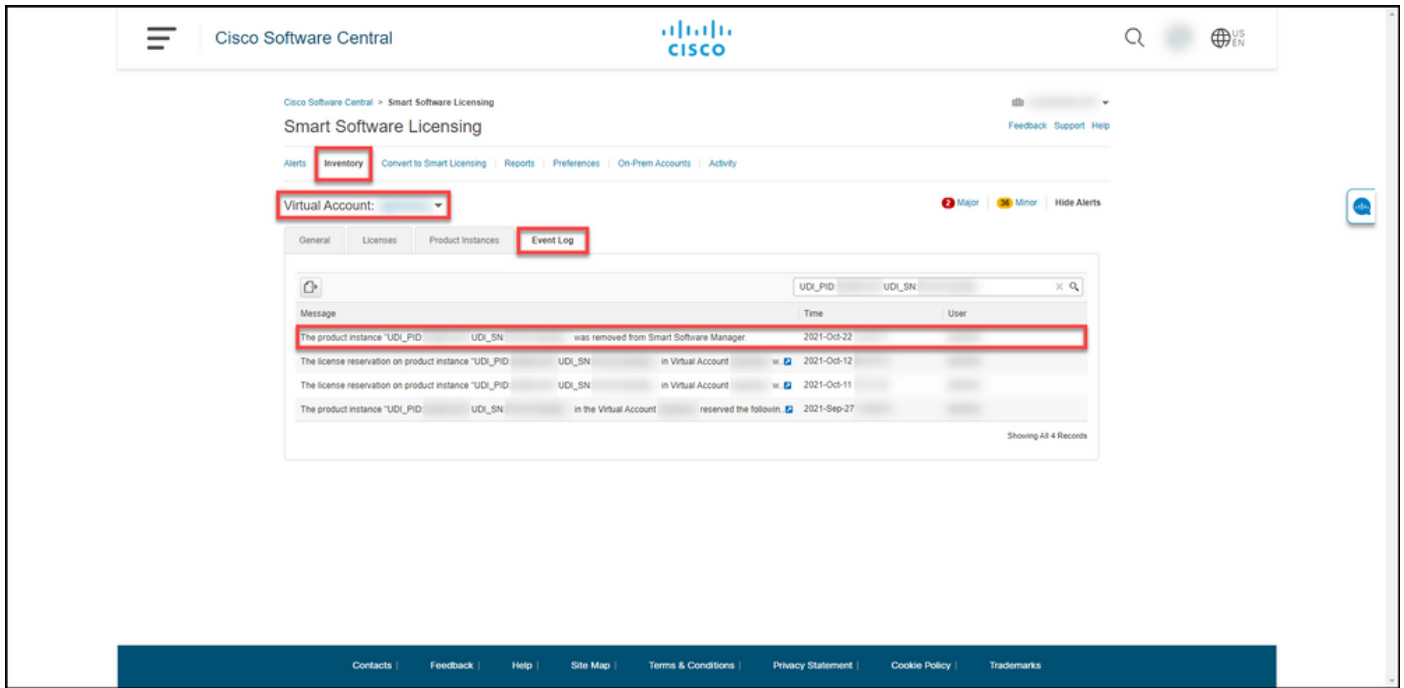 Cisco Software Central
CISCO
US
EN
Cisco Software Central > Smart Software Licensing
Smart Software Licensing
Feedback Support Help
Alerts Inventory Convert to Smart Licensing Reports Preferences On-Prem Accounts Activity
Virtual Account:
2 Major 36 Minor Hide Alerts
General Licenses Product Instances Event Log
UDI_PID: UDI_SN:
Message Time User
The product instance "UDI_PID: UDI_SN: was removed from Smart Software Manager. 2021-Oct-22
The license reservation on product instance "UDI_PID: UDI_SN: in Virtual Account w.. 2021-Oct-12
The license reservation on product instance "UDI_PID: UDI_SN: in Virtual Account w.. 2021-Oct-11
The product instance "UDI_PID: UDI_SN: in the Virtual Account reserved the followin.. 2021-Sep-27
Showing All 4 Records
Contacts | Feedback | Help | Site Map | Terms & Conditions | Privacy Statement | Cookie Policy | Trademarks